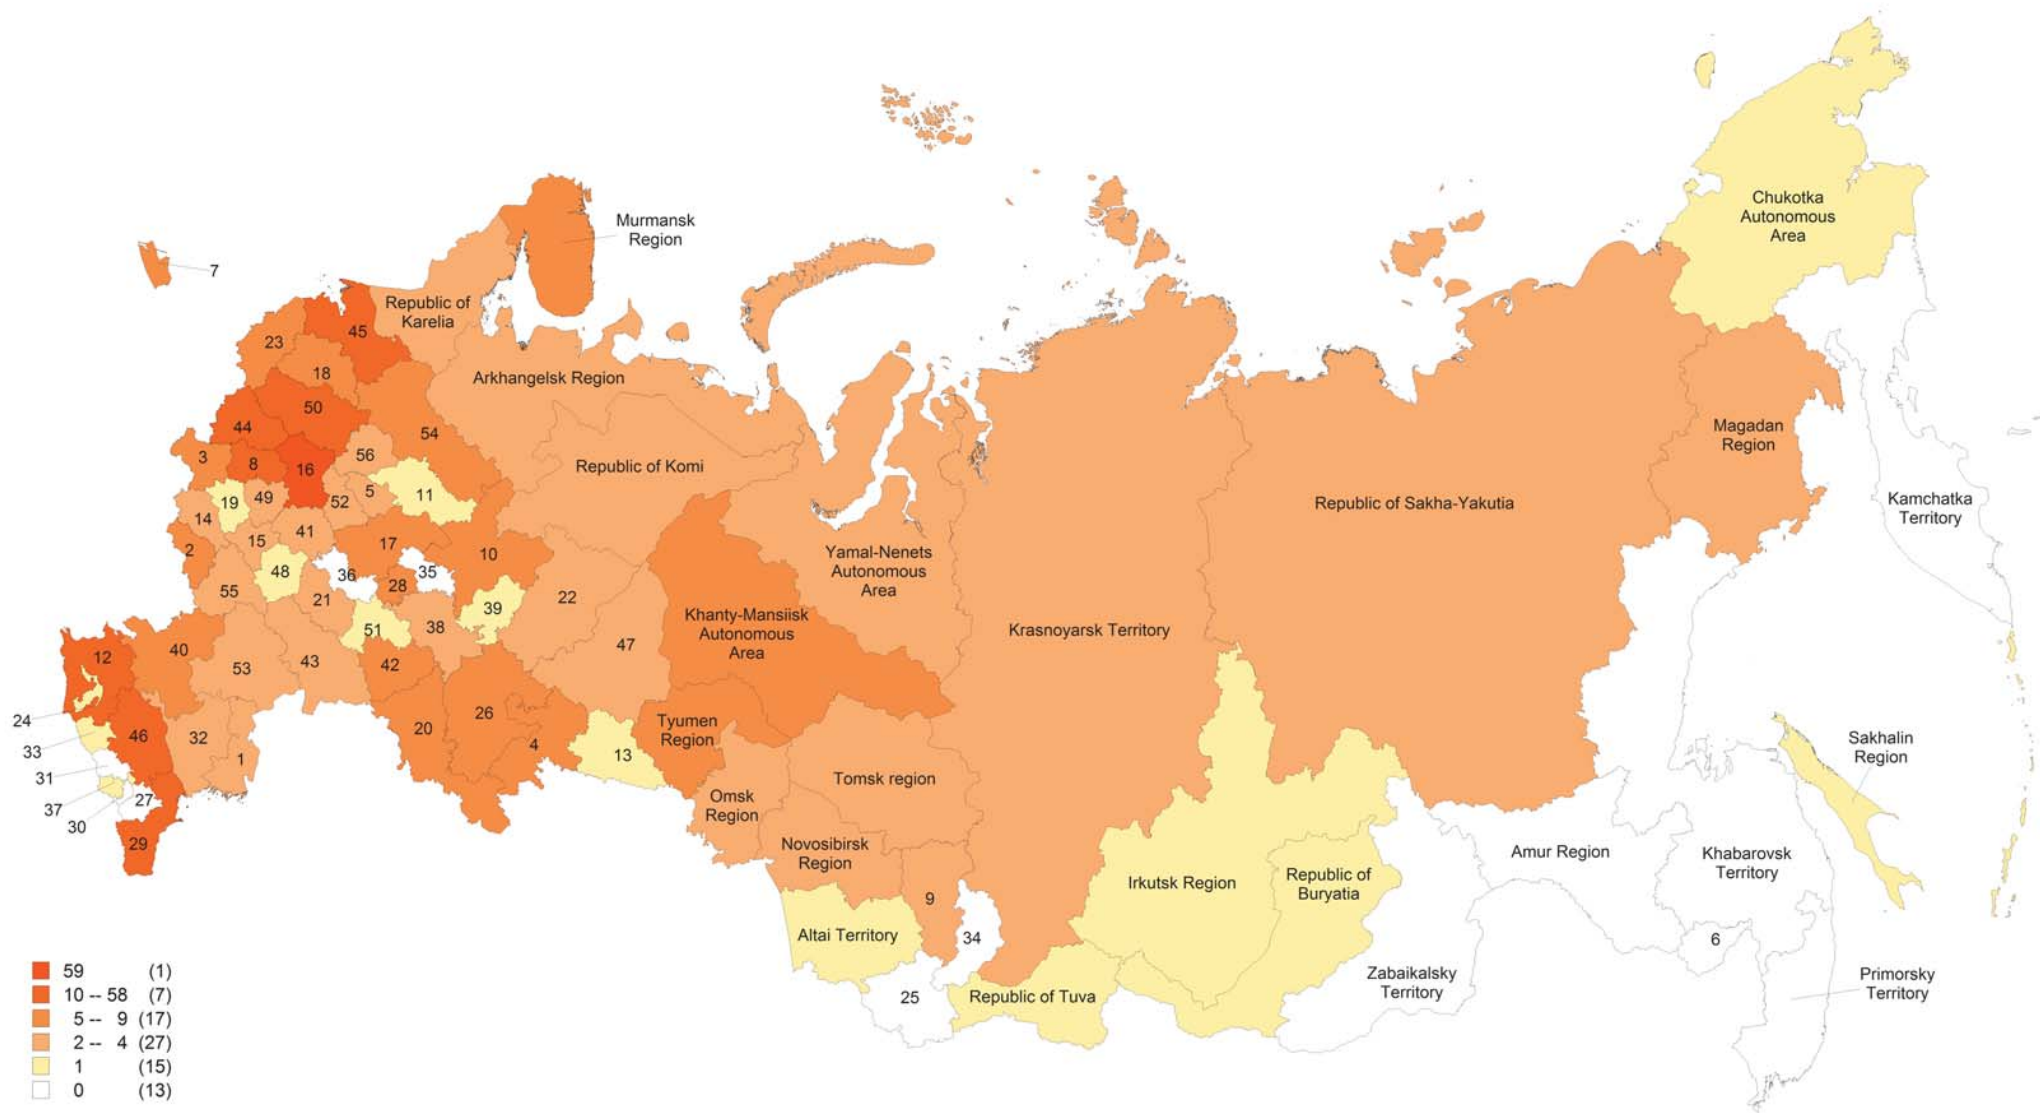 Chukotka
Autonomous
Area
Murmansk
Region
7
Republic of
Karelia
45
23
18
Arkhangelsk Region
50
44
54
Magadan
Region
56
3
8
16
Republic of Komi
11
5
49
52
19
Republic of Sakha-Yakutia
Kamchatka
Territory
14
41
15
17
2
10
Yamal-Nenets
Autonomous
Area
48
36
35
28
55
21
22
39
Khanty-Mansiisk
Autonomous
Area
51
38
Krasnoyarsk Territory
47
12
40
53
43
42
24
26
Tyumen
Region
20
46
32
33
4
13
1
Sakhalin
Region
31
Tomsk region
37
27
30
Omsk
Region
29
Novosibirsk
Region
Amur Region
Khabarovsk
Territory
Irkutsk Region
Republic of
Buryatia
9
Altai Territory
34
6
Zabaikalsky
Territory
Primorsky
Territory
25
Republic of Tuva
59 (1)
10 -- 58 (7)
5 -- 9 (17)
2 -- 4 (27)
1 (15)
0 (13)